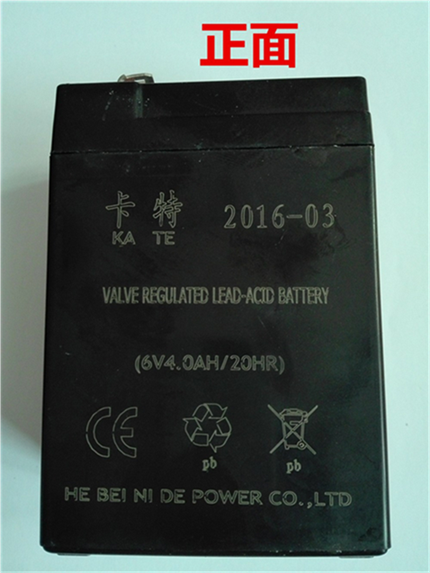 正面
卡特 2016-03
KA TE
VALVE REGULATED LEAD-ACID BATTERY
(6V4.0AH/20HR)
CE
pb pb
HE BEI NI DE POWER CO.,LTD